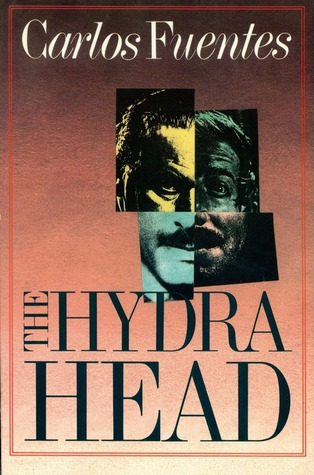 Carlos Fuentes
THE HYDRA
HEAD